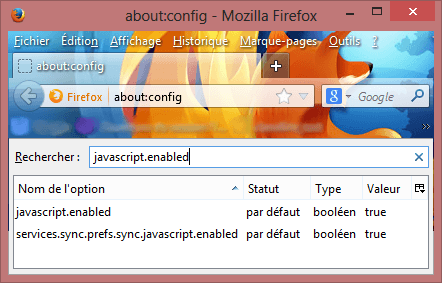 about:config - Mozilla Firefox
Fichier Édition Affichage Historique Marque-pages Outils ?
about:config
Firefox about:config Google
Rechercher : javascript.enabled
Nom de l'option Statut Type Valeur
javascript.enabled par défaut booléen true
services.sync.prefs.sync.javascript.enabled par défaut booléen true